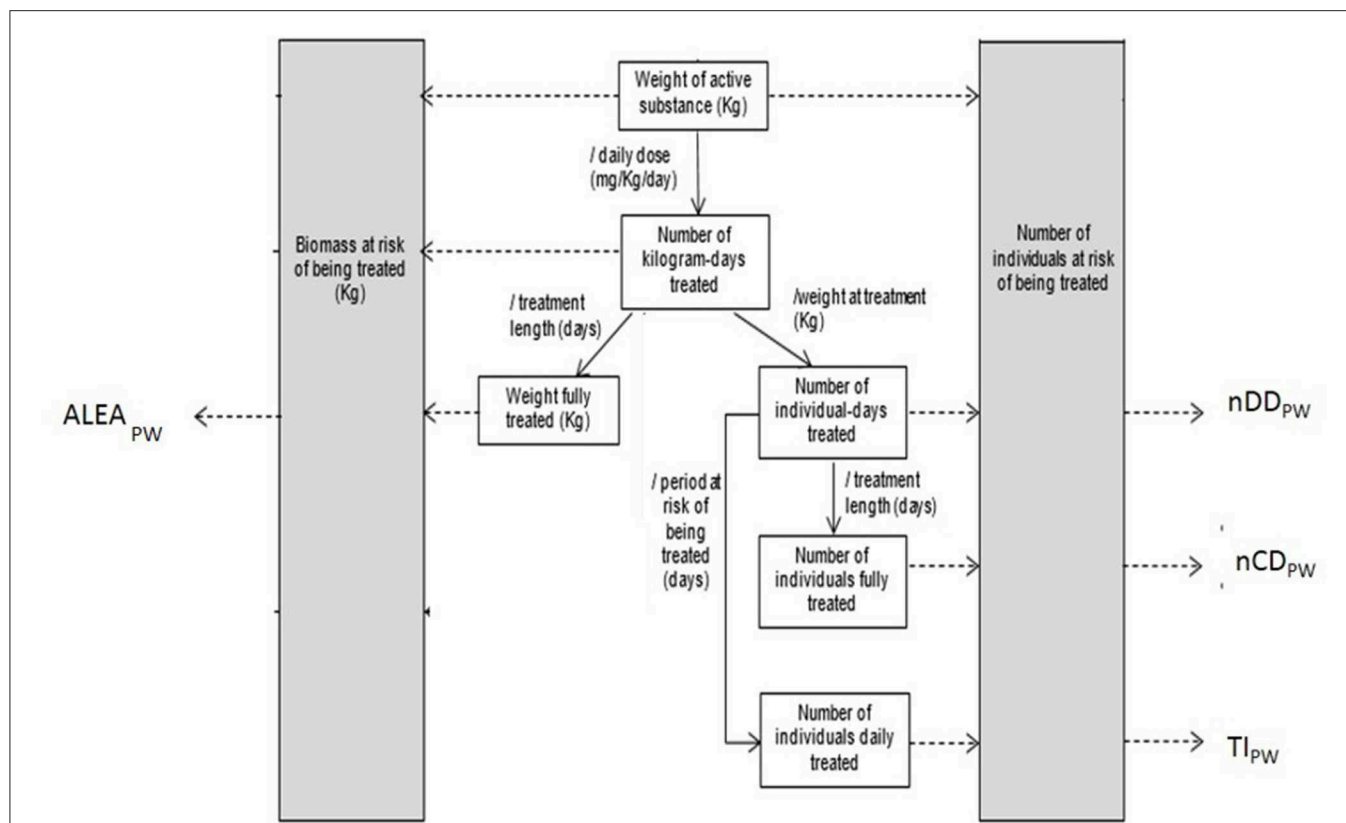 Weight of active
substance (Kg)
/ daily dose
(mg/Kg/day)
Number of
kilogram-days
treated
Biomass at risk
of being treated
(Kg)
Number of
individuals at risk
of being treated
/ treatment
length (days)
/weight at treatment
(Kg)
Weight fully
treated (Kg)
Number of
individual-days
treated
ALEA PW
nDD PW
/ period at
risk of
being
treated
(days)
/ treatment
length (days)
Number of
individuals fully
treated
nCD PW
Number of
individuals daily
treated
TI PW